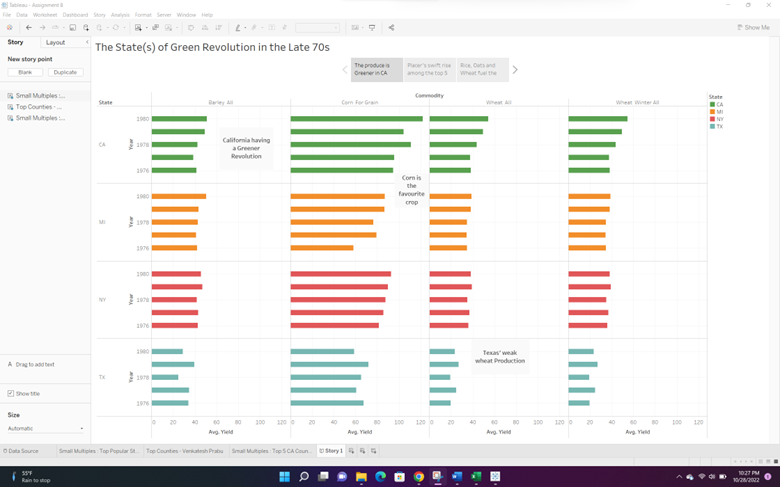 Tableau - Assignment 8
File Data Worksheet Dashboard Story Analysis Format Server Window Help
Show Me
Story Layout
New story point
Blank Duplicate
Small Multiples :...
Top Counties - ...
Small Multiples :...
Drag to add text
Show title
Size
Automatic
The State(s) of Green Revolution in the Late 70s
The produce is Greener in CA
Placer's swift rise among the top 5
Rice, Oats and Wheat fuel the
Commodity
State Barley All Corn For Grain Wheat All Wheat Winter All
State
CA
MI
NY
TX
CA Year 1980 1978 1976
California having a Greener Revolution
Corn is the favourite crop
MI Year 1980 1978 1976
NY Year 1980 1978 1976
TX Year 1980 1978 1976
Texas' weak wheat Production
0 20 40 60 80 100 120 0 20 40 60 80 100 120 0 20 40 60 80 100 120 0 20 40 60 80 100 120
Avg. Yield Avg. Yield Avg. Yield Avg. Yield
Data Source Small Multiples : Top Popular St... Top Counties - Venkatesh Prabu Small Multiples : Top 5 CA Coun... Story 1
55°F
Rain to stop
10:27 PM
10/28/2022